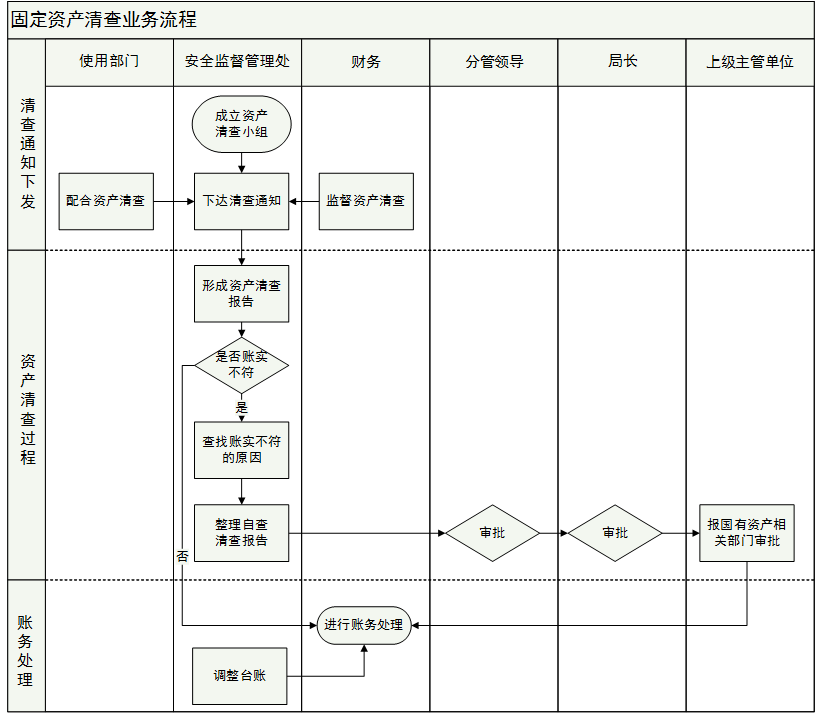 固定资产清查业务流程
使用部门
安全监督管理处
财务
分管领导
局长
上级主管单位
清查通知下发
成立资产
清查小组
配合资产清查
下达清查通知
监督资产清查
资产清查过程
形成资产清查
报告
是否账实
不符
是
查找账实不符
的原因
整理自查
清查报告
审批
审批
报国有资产相
关部门审批
否
账务处理
进行账务处理
调整台账